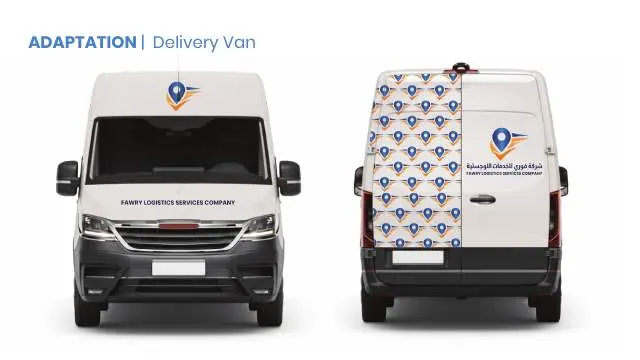 ADAPTATION | Delivery Van
FAWRY LOGISTICS SERVICES COMPANY
شركة فوري للخدمات اللوجستية
FAWRY LOGISTICS SERVICES COMPANY